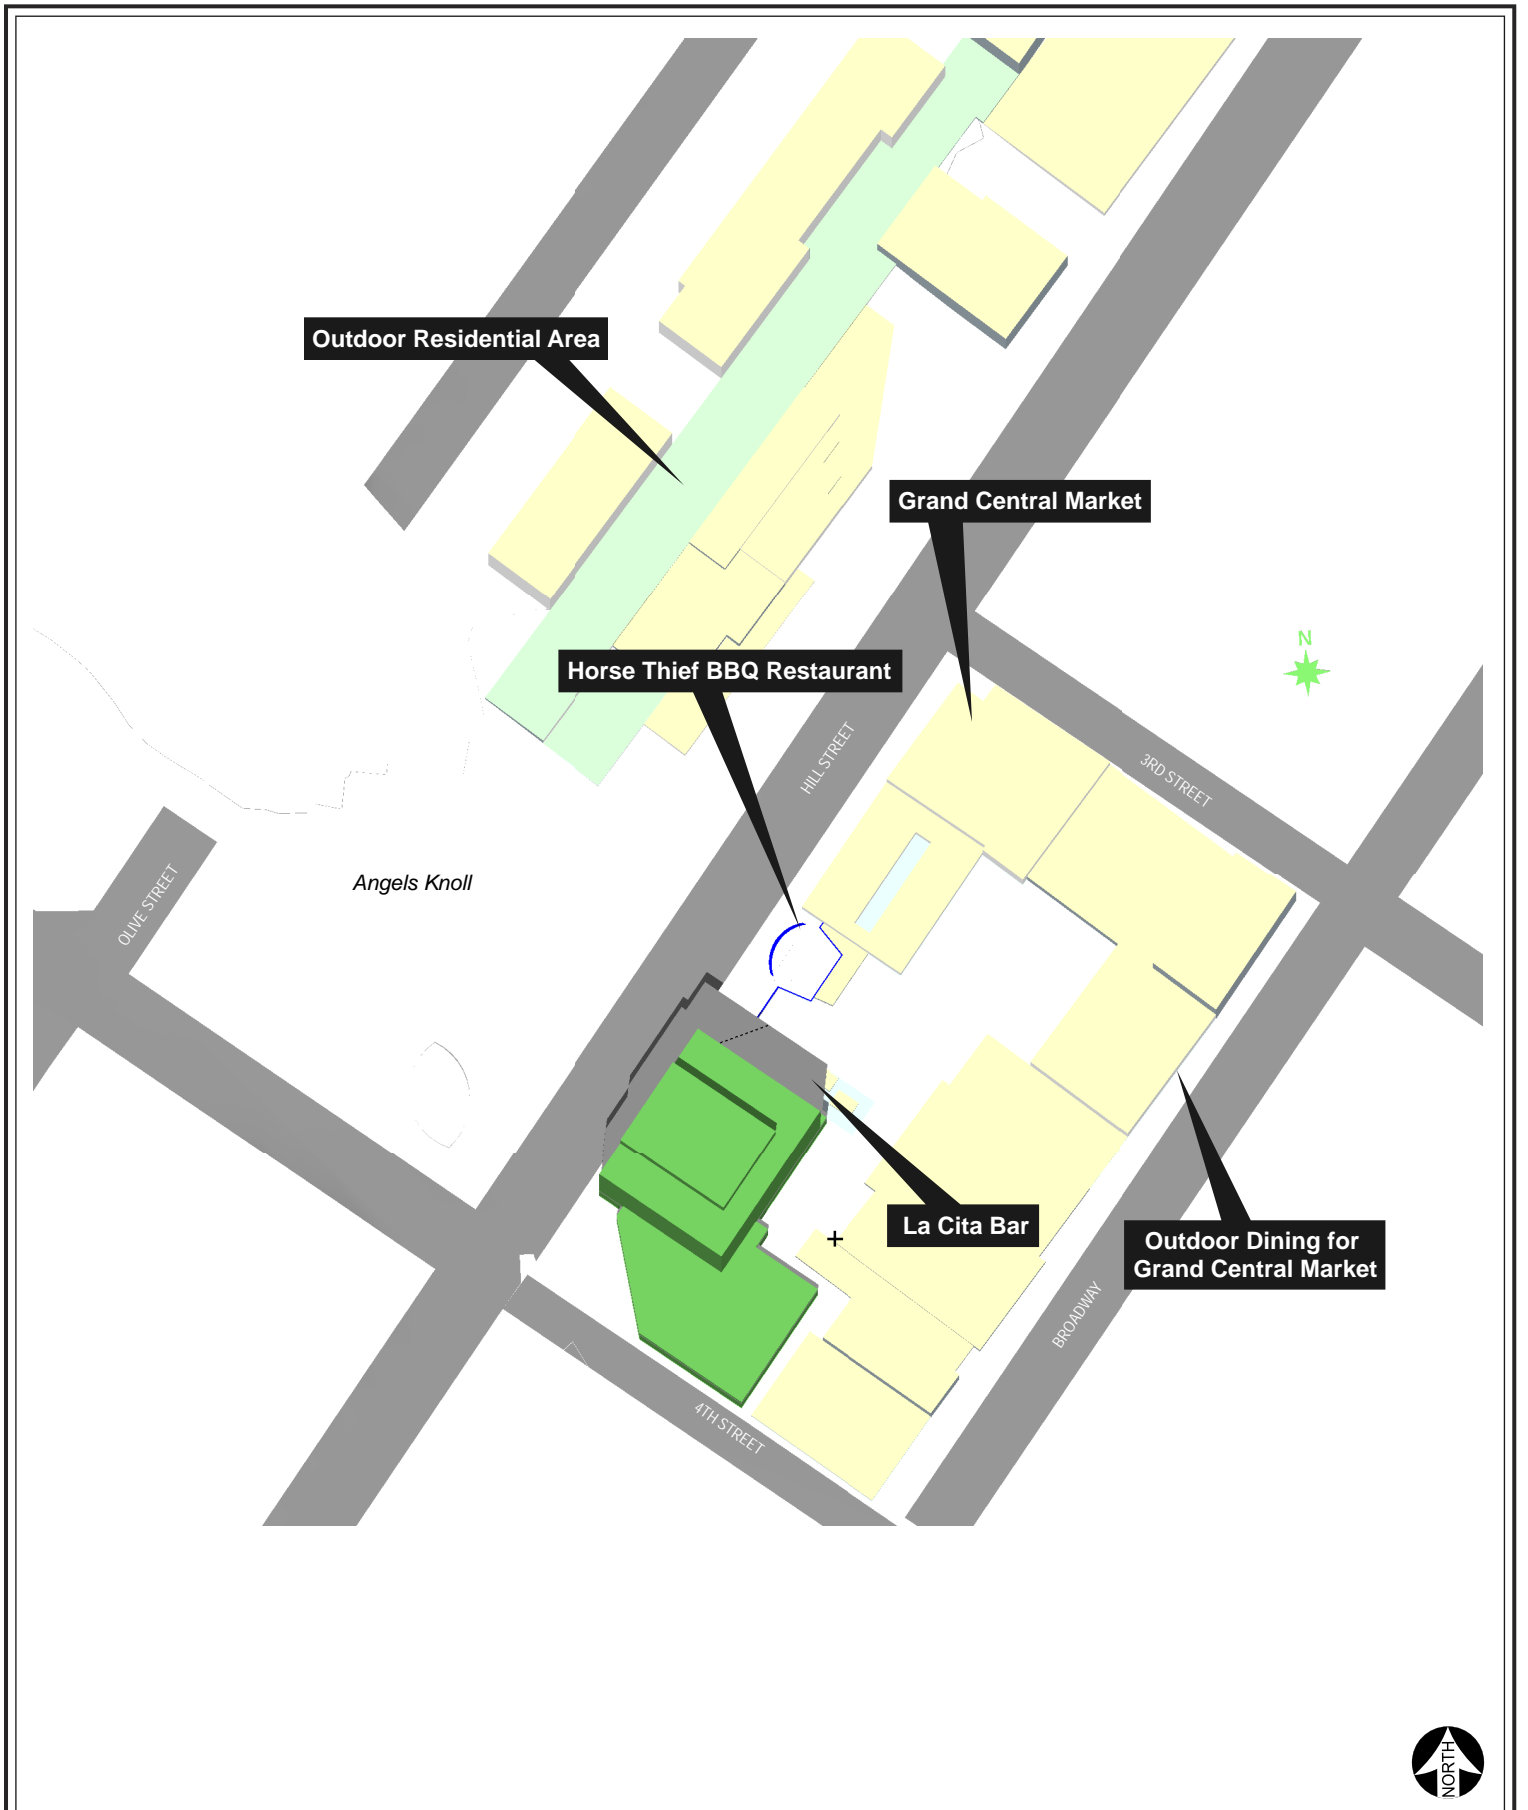 Outdoor Residential Area
Grand Central Market
N
Horse Thief BBQ Restaurant
HILL STREET
3RD STREET
Angels Knoll
OLIVE STREET
La Cita Bar
Outdoor Dining for
Grand Central Market
BROADWAY
4TH STREET
NORTH